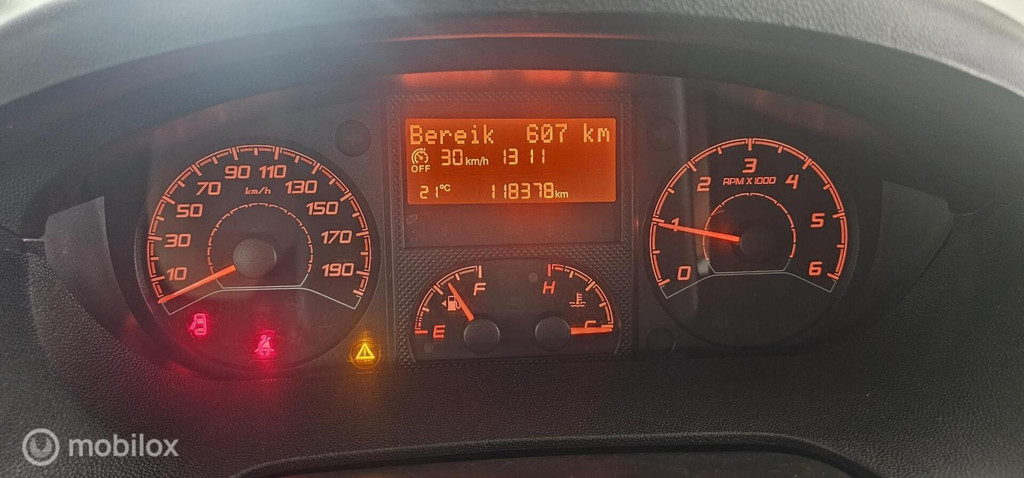 Bereik 607 km
OFF 30 km/h 13 11
21°C 118378 km
10 30 50 70 90 110 130 150 170 190
km/h
0 1 2 3 4 5 6
RPM X 1000
E F
H C
mobilox